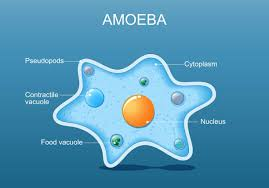 AMOEBA
Pseudopods
Cytoplasm
Contractile
vacuole
Nucleus
Food vacuole